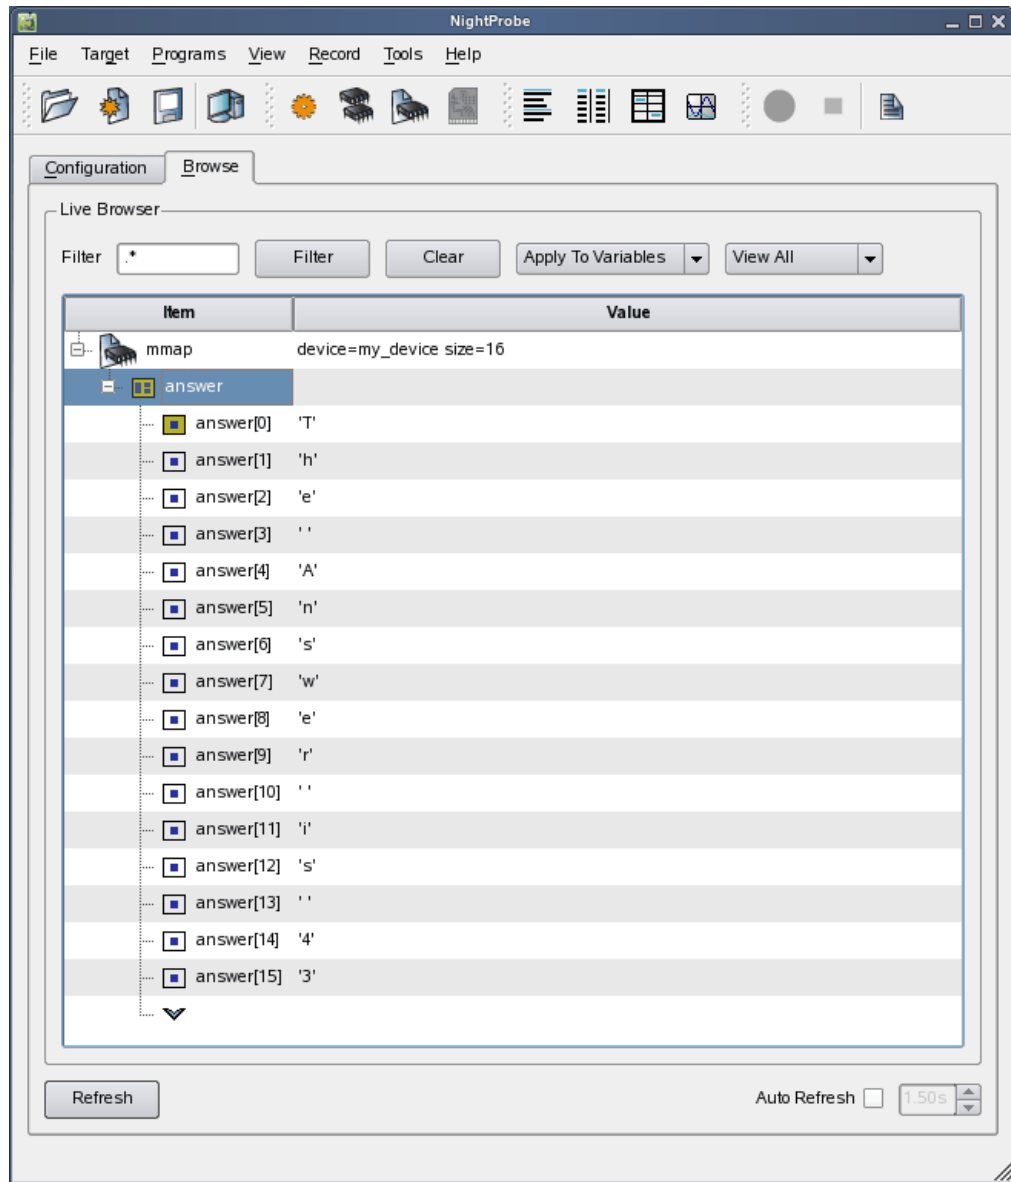 NightProbe
File Target Programs View Record Tools Help
Configuration Browse
Live Browser
Filter .* Filter Clear Apply To Variables View All
Item Value
mmap device=my_device size=16
answer
answer[0] 'T'
answer[1] 'h'
answer[2] 'e'
answer[3] ' '
answer[4] 'A'
answer[5] 'n'
answer[6] 's'
answer[7] 'w'
answer[8] 'e'
answer[9] 'r'
answer[10] ' '
answer[11] 'i'
answer[12] 's'
answer[13] ' '
answer[14] '4'
answer[15] '3'
Refresh Auto Refresh 1.50s